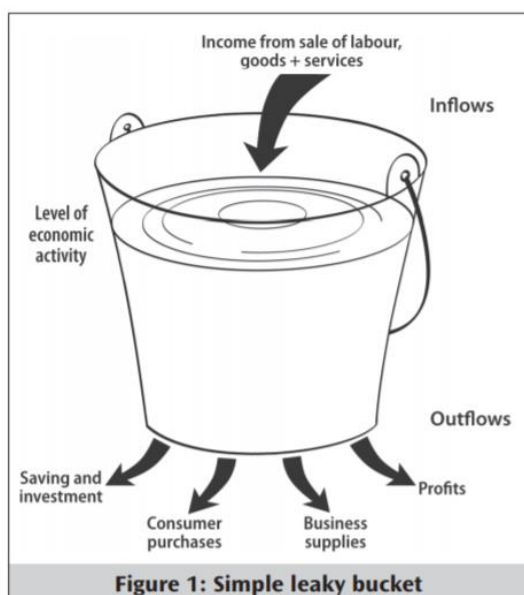 Income from sale of labour,
goods + services
Inflows
Level of
economic
activity
Outflows
Saving and
investment
Consumer
purchases
Business
supplies
Profits
Figure 1: Simple leaky bucket